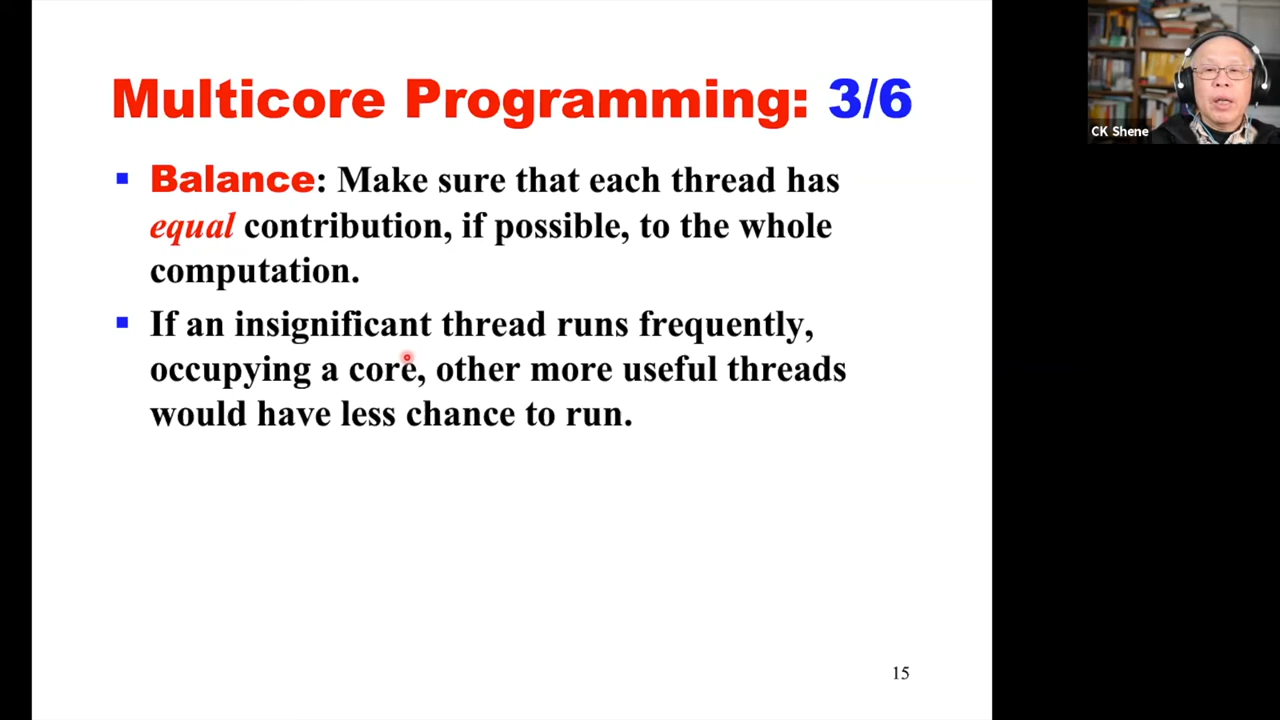 Multicore Programming: 3/6
Balance: Make sure that each thread has
equal contribution, if possible, to the whole
computation.
If an insignificant thread runs frequently,
occupying a core, other more useful threads
would have less chance to run.
15
CK Shene